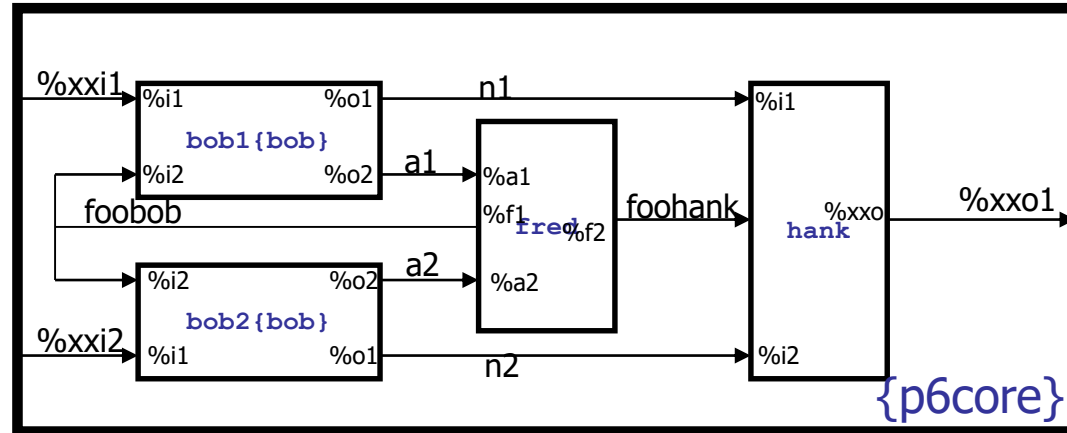 %xxi1
%i1
%o1
bob1{bob}
%i2
%o2
n1
a1
foobob
%a1
%f1
fred
%f2
%a2
foohank
%i1
%xxo
hank
%i2
%xxo1
%i2
%o2
bob2{bob}
%i1
%o1
a2
%xxi2
n2
{p6core}